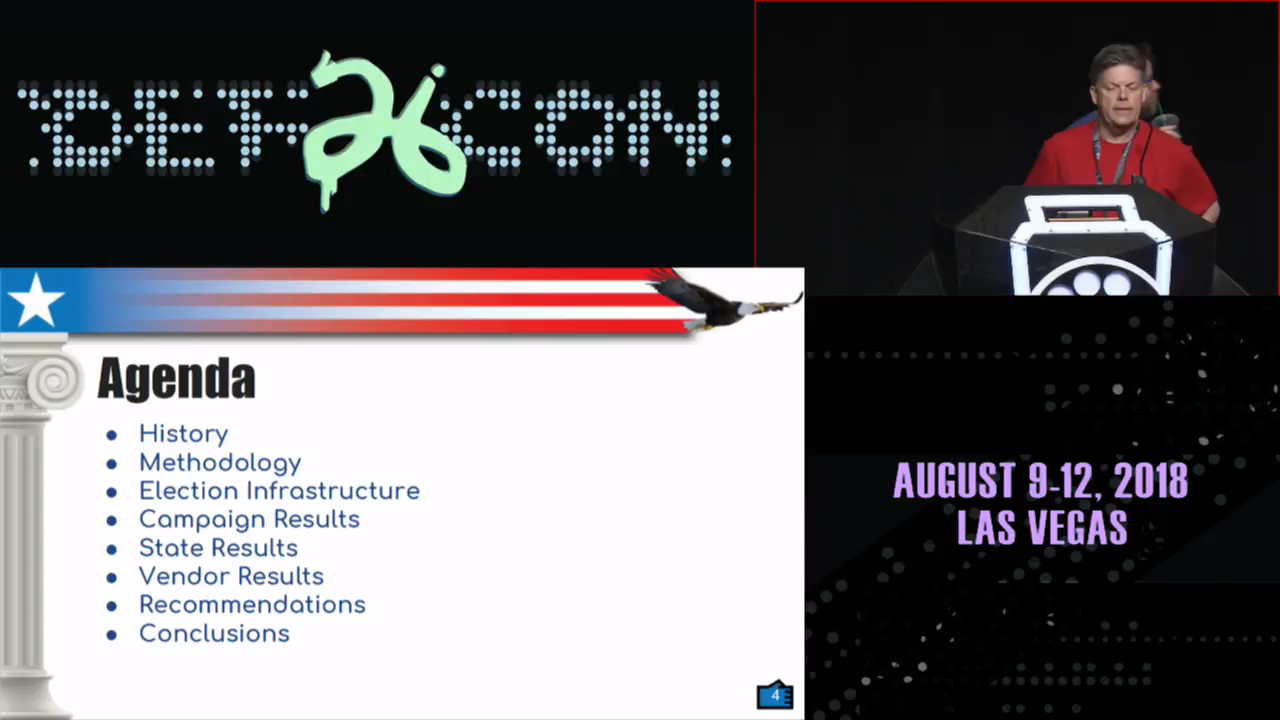 DEF 26 CON
Agenda
History
Methodology
Election Infrastructure
Campaign Results
State Results
Vendor Results
Recommendations
Conclusions
4
AUGUST 9-12, 2018
LAS VEGAS